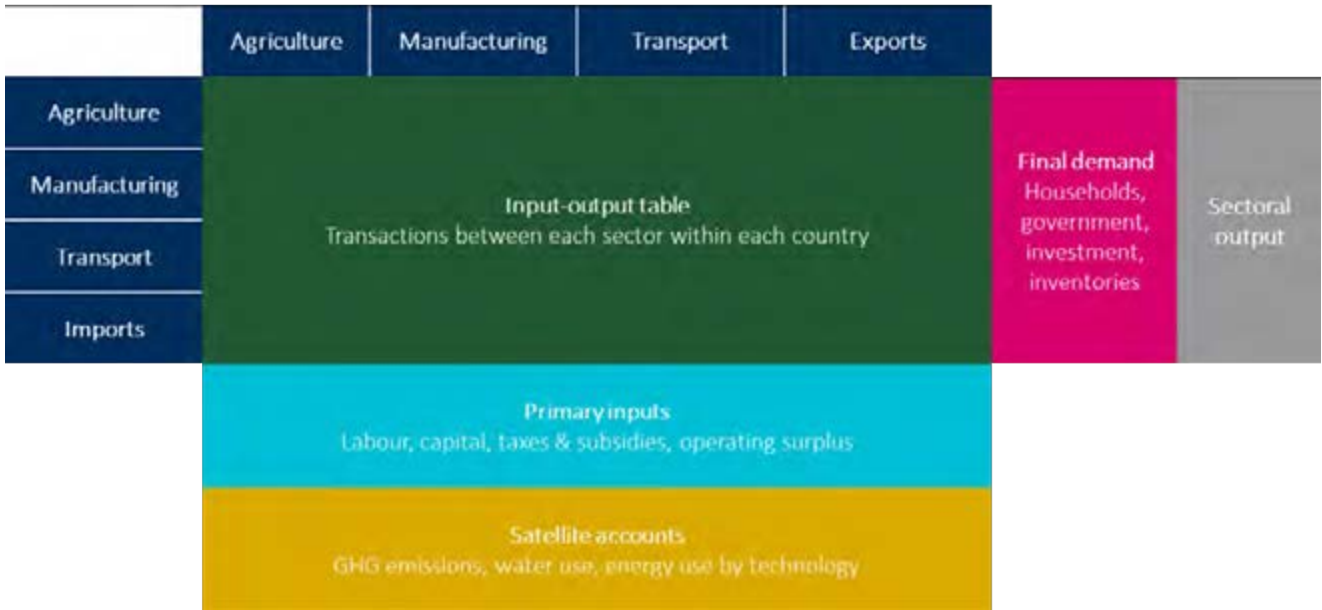 Agriculture
Manufacturing
Transport
Exports
Agriculture
Manufacturing
Transport
Imports
Input-output table
Transactions between each sector within each country
Final demand
Households,
government,
investment,
inventories
Sectoral
output
Primary inputs
Labour, capital, taxes & subsidies, operating surplus
Satellite accounts
GHG emissions, water use, energy use by technology